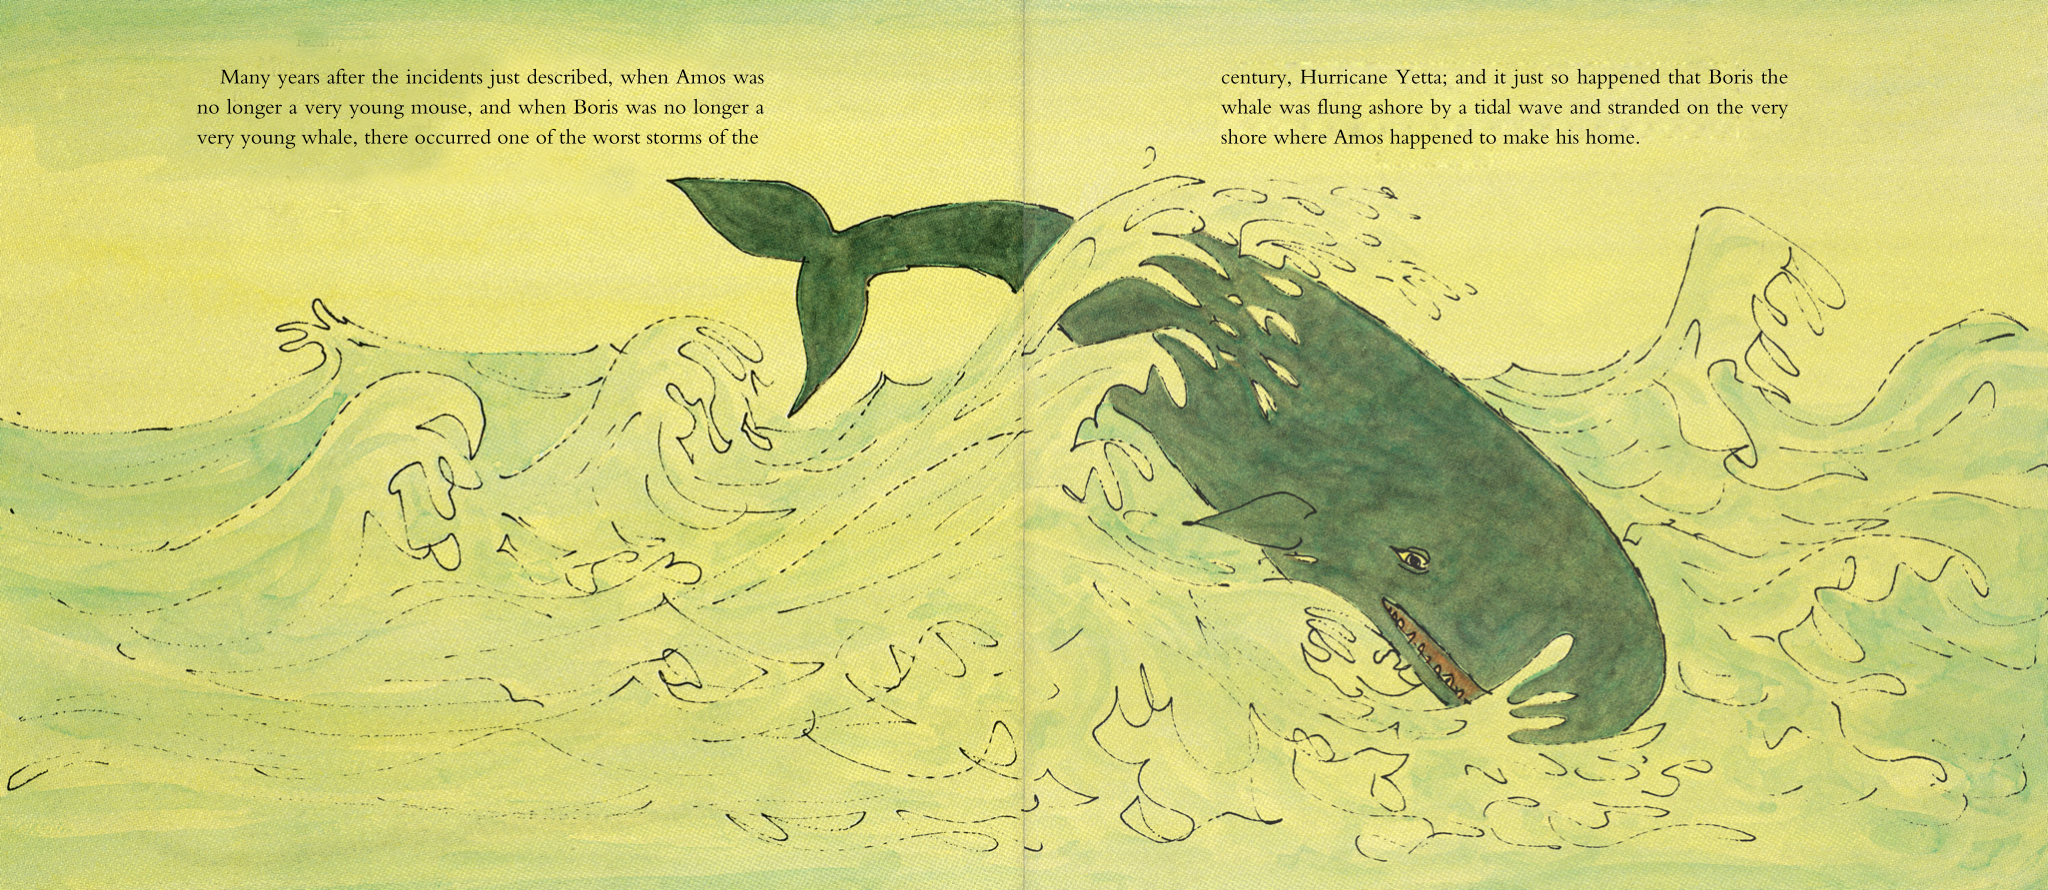 Many years after the incidents just described, when Amos was
no longer a very young mouse, and when Boris was no longer a
very young whale, there occurred one of the worst storms of the
century, Hurricane Yetta; and it just so happened that Boris the
whale was flung ashore by a tidal wave and stranded on the very
shore where Amos happened to make his home.